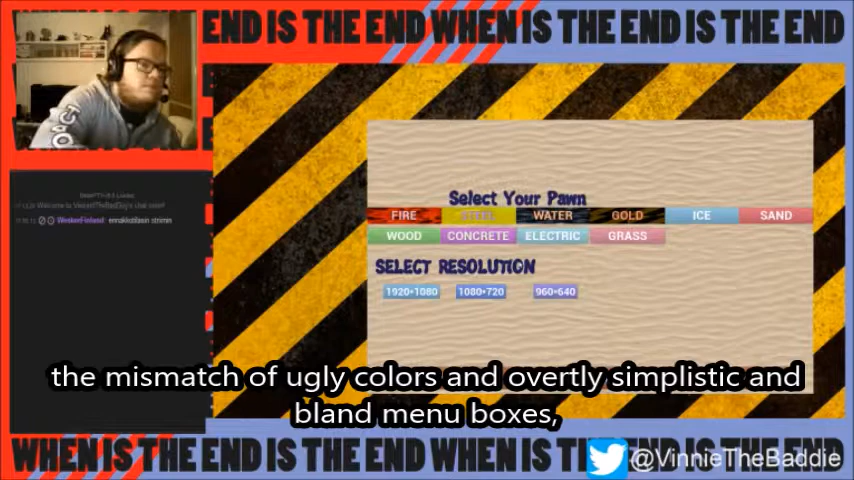 END IS THE END WHEN IS THE END IS THE END
Select Your Pawn
FIRE STEEL WATER GOLD ICE SAND
WOOD CONCRETE ELECTRIC GRASS
SELECT RESOLUTION
1920*1080 1080*720 960*640
the mismatch of ugly colors and overtly simplistic and
bland menu boxes,
WHEN IS THE END IS THE END WHEN IS THE END IS THE END
@VinnieTheBaddie